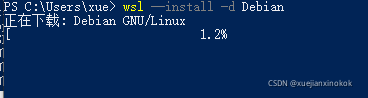 PS C:\Users\xue> wsl --install -d Debian
正在下载: Debian GNU/Linux
[ 1.2%
CSDN @xuejianxinokok